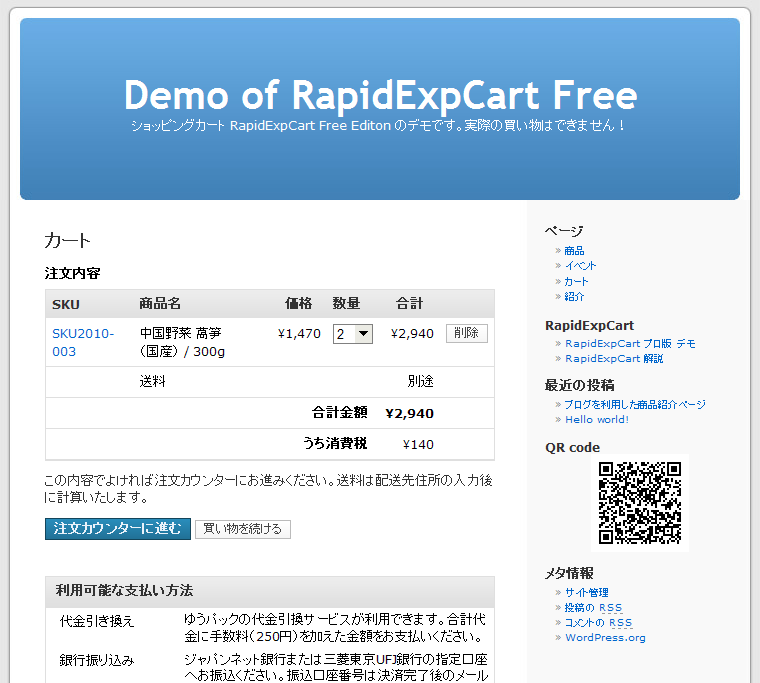 Demo of RapidExpCart Free
ショッピングカート RapidExpCart Free Editon のデモです。実際の買い物はできません！
カート
注文内容
SKU 商品名 価格 数量 合計
SKU2010-003 中国野菜 萵笋（国産） / 300g ¥1,470 2 ¥2,940 削除
送料 別途
合計金額 ¥2,940
うち消費税 ¥140
この内容でよければ注文カウンターにお進みください。送料は配送先住所の入力後
に計算いたします。
注文カウンターに進む 買い物を続ける
利用可能な支払い方法
代金引き換え ゆうパックの代金引換サービスが利用できます。合計代
金に手数料（250円）を加えた金額をお支払いください。
銀行振り込み ジャパンネット銀行または三菱東京UFJ銀行の指定口座
へお振込ください。振込口座番号は決済完了後のメール
ページ
» 商品
» イベント
» カート
» 紹介
RapidExpCart
» RapidExpCart プロ版 デモ
» RapidExpCart 解説
最近の投稿
» ブログを利用した商品紹介ページ
» Hello world!
QR code
メタ情報
» サイト管理
» 投稿の RSS
» コメントの RSS
» WordPress.org